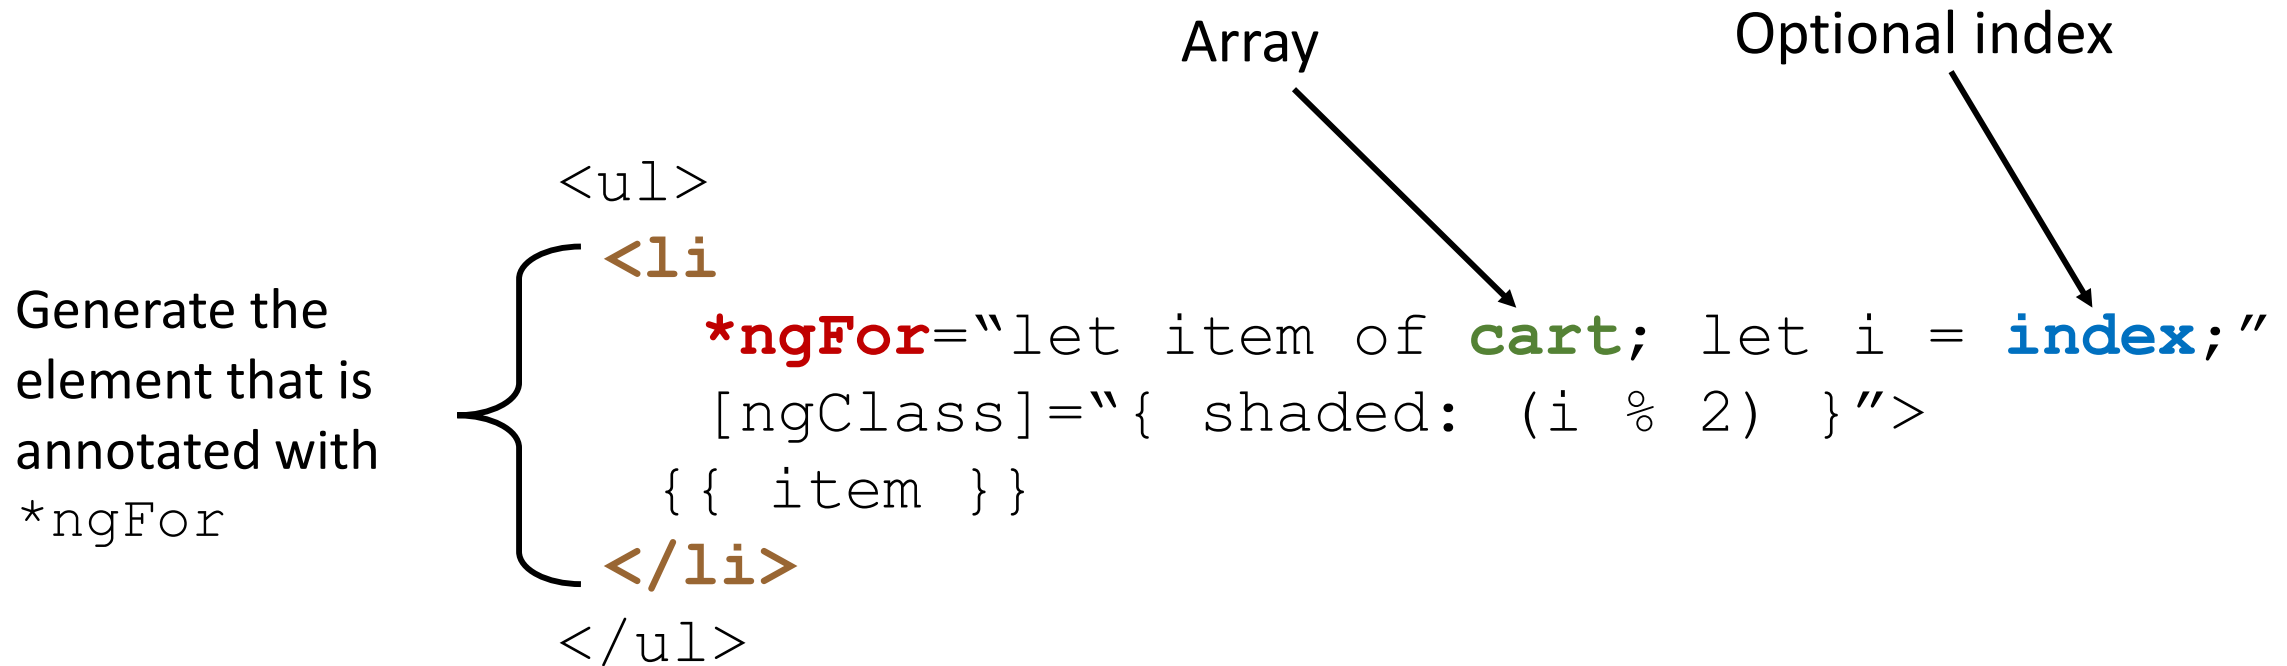 Array
Optional index
<ul>
<li
*ngFor=“let item of cart; let i = index;”
[ngClass]=“{ shaded: (i % 2) }”>
{{ item }}
</li>
</ul>
Generate the
element that is
annotated with
*ngFor